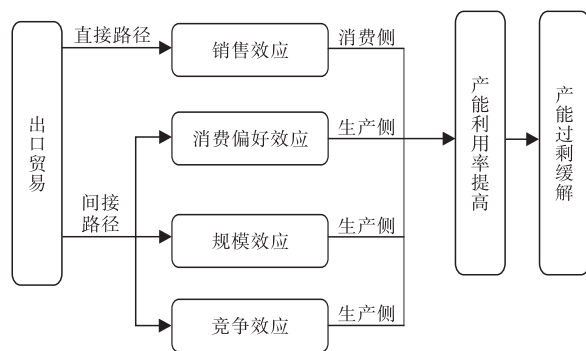 出口贸易
直接路径
间接
路径
销售效应
消费偏好效应
规模效应
竞争效应
消费侧
生产侧
生产侧
生产侧
产能利用率提高
产能过剩缓解